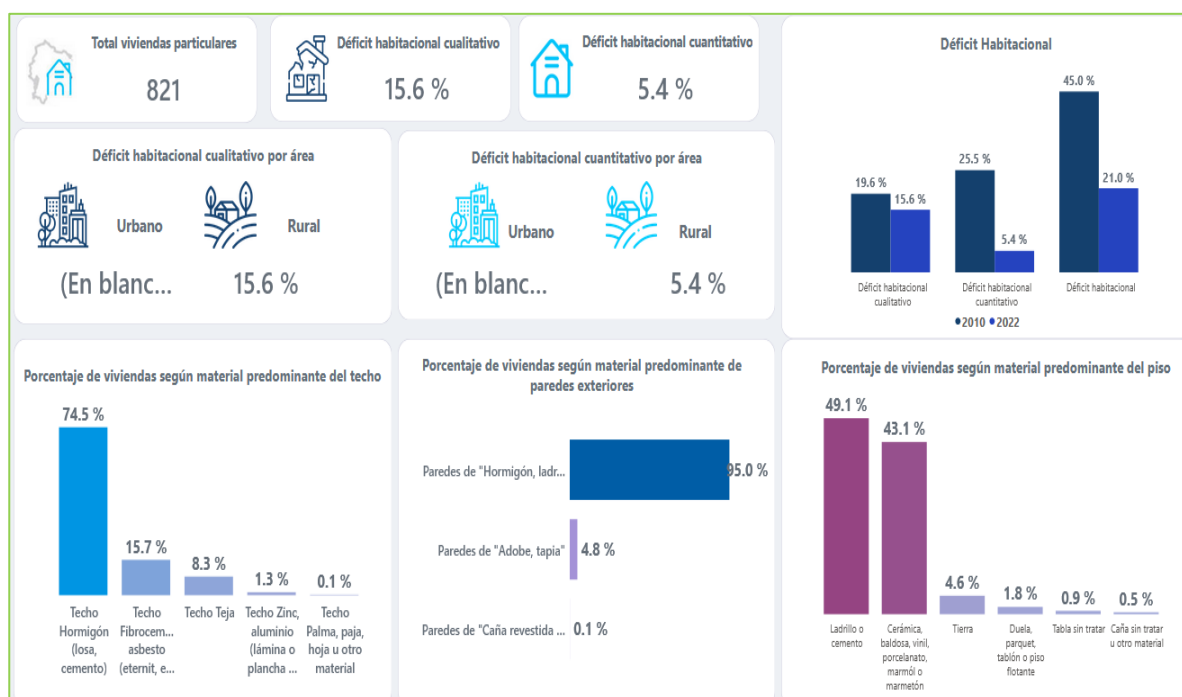 Total viviendas particulares
821
Déficit habitacional cualitativo
15.6 %
Déficit habitacional cuantitativo
5.4 %
Déficit habitacional cualitativo por área
Urbano
Rural
(En blanc...
15.6 %
Déficit habitacional cuantitativo por área
Urbano
Rural
(En blanc...
5.4 %
Déficit Habitacional
45.0 %
25.5 %
19.6 %
15.6 %
21.0 %
5.4 %
Déficit habitacional
cualitativo
Déficit habitacional
cuantitativo
Déficit habitacional
2010 2022
Porcentaje de viviendas según material predominante del techo
74.5 %
15.7 %
8.3 %
1.3 %
0.1 %
Techo
Hormigón
(losa,
cemento)
Techo
Fibrocem...
asbesto
(eternit, e...
Techo Teja
Techo Zinc,
aluminio
(lámina o
plancha ...
Techo
Palma, paja,
hoja u otro
material
Porcentaje de viviendas según material predominante de
paredes exteriores
Paredes de "Hormigón, ladr...
95.0 %
Paredes de "Adobe, tapia"
4.8 %
Paredes de "Caña revestida ...
0.1 %
Porcentaje de viviendas según material predominante del piso
49.1 %
43.1 %
4.6 %
1.8 %
0.9 %
0.5 %
Ladrillo o
cemento
Cerámica,
baldosa, vinil,
porcelanato,
marmól o
marmetón
Tierra
Duela,
parquet,
tablón o piso
flotante
Tabla sin tratar
Caña sin tratar
u otro material